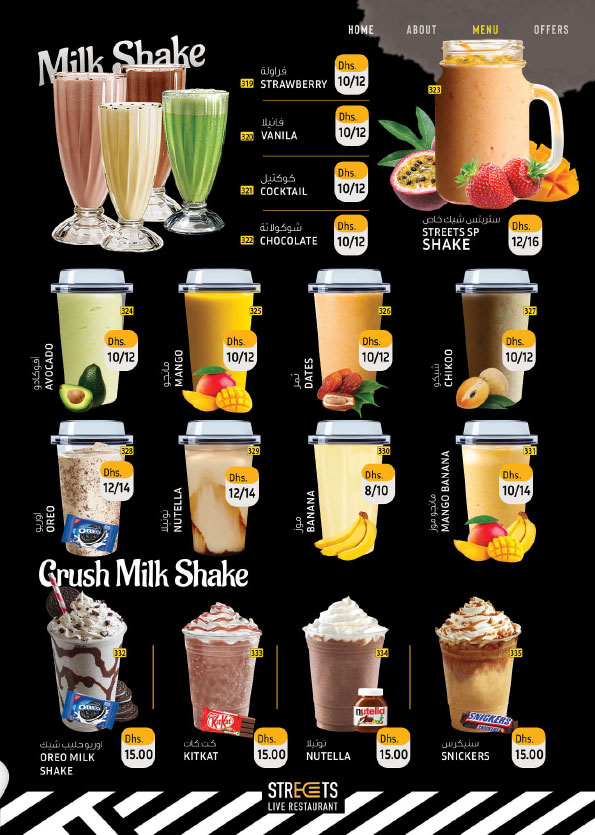 HOME ABOUT MENU OFFERS
Milk Shake
319 فراولة
STRAWBERRY
Dhs.
10/12
320 فانيلا
VANILA
Dhs.
10/12
321 كوكتيل
COCKTAIL
Dhs.
10/12
322 شوكولاتة
CHOCOLATE
Dhs.
10/12
323
ستريتس شيك خاص
STREETS SP
SHAKE
Dhs.
12/16
324
أفوكادو
AVOCADO
Dhs.
10/12
325
مانجو
MANGO
Dhs.
10/12
326
تمر
DATES
Dhs.
10/12
327
شيكو
CHIKOO
Dhs.
10/12
328
اوريو
OREO
Dhs.
12/14
OREO
329
نوتيلا
NUTELLA
Dhs.
12/14
330
موز
BANANA
Dhs.
8/10
331
مانجو موز
MANGO BANANA
Dhs.
10/14
Crush Milk Shake
332
OREO
اوريو حليب شيك
OREO MILK
SHAKE
Dhs.
15.00
333
KitKat
كت كات
KITKAT
Dhs.
15.00
334
nutella
نوتيلا
NUTELLA
Dhs.
15.00
335
SNICKERS
سنيكرس
SNICKERS
Dhs.
15.00
STREETS
LIVE RESTAURANT